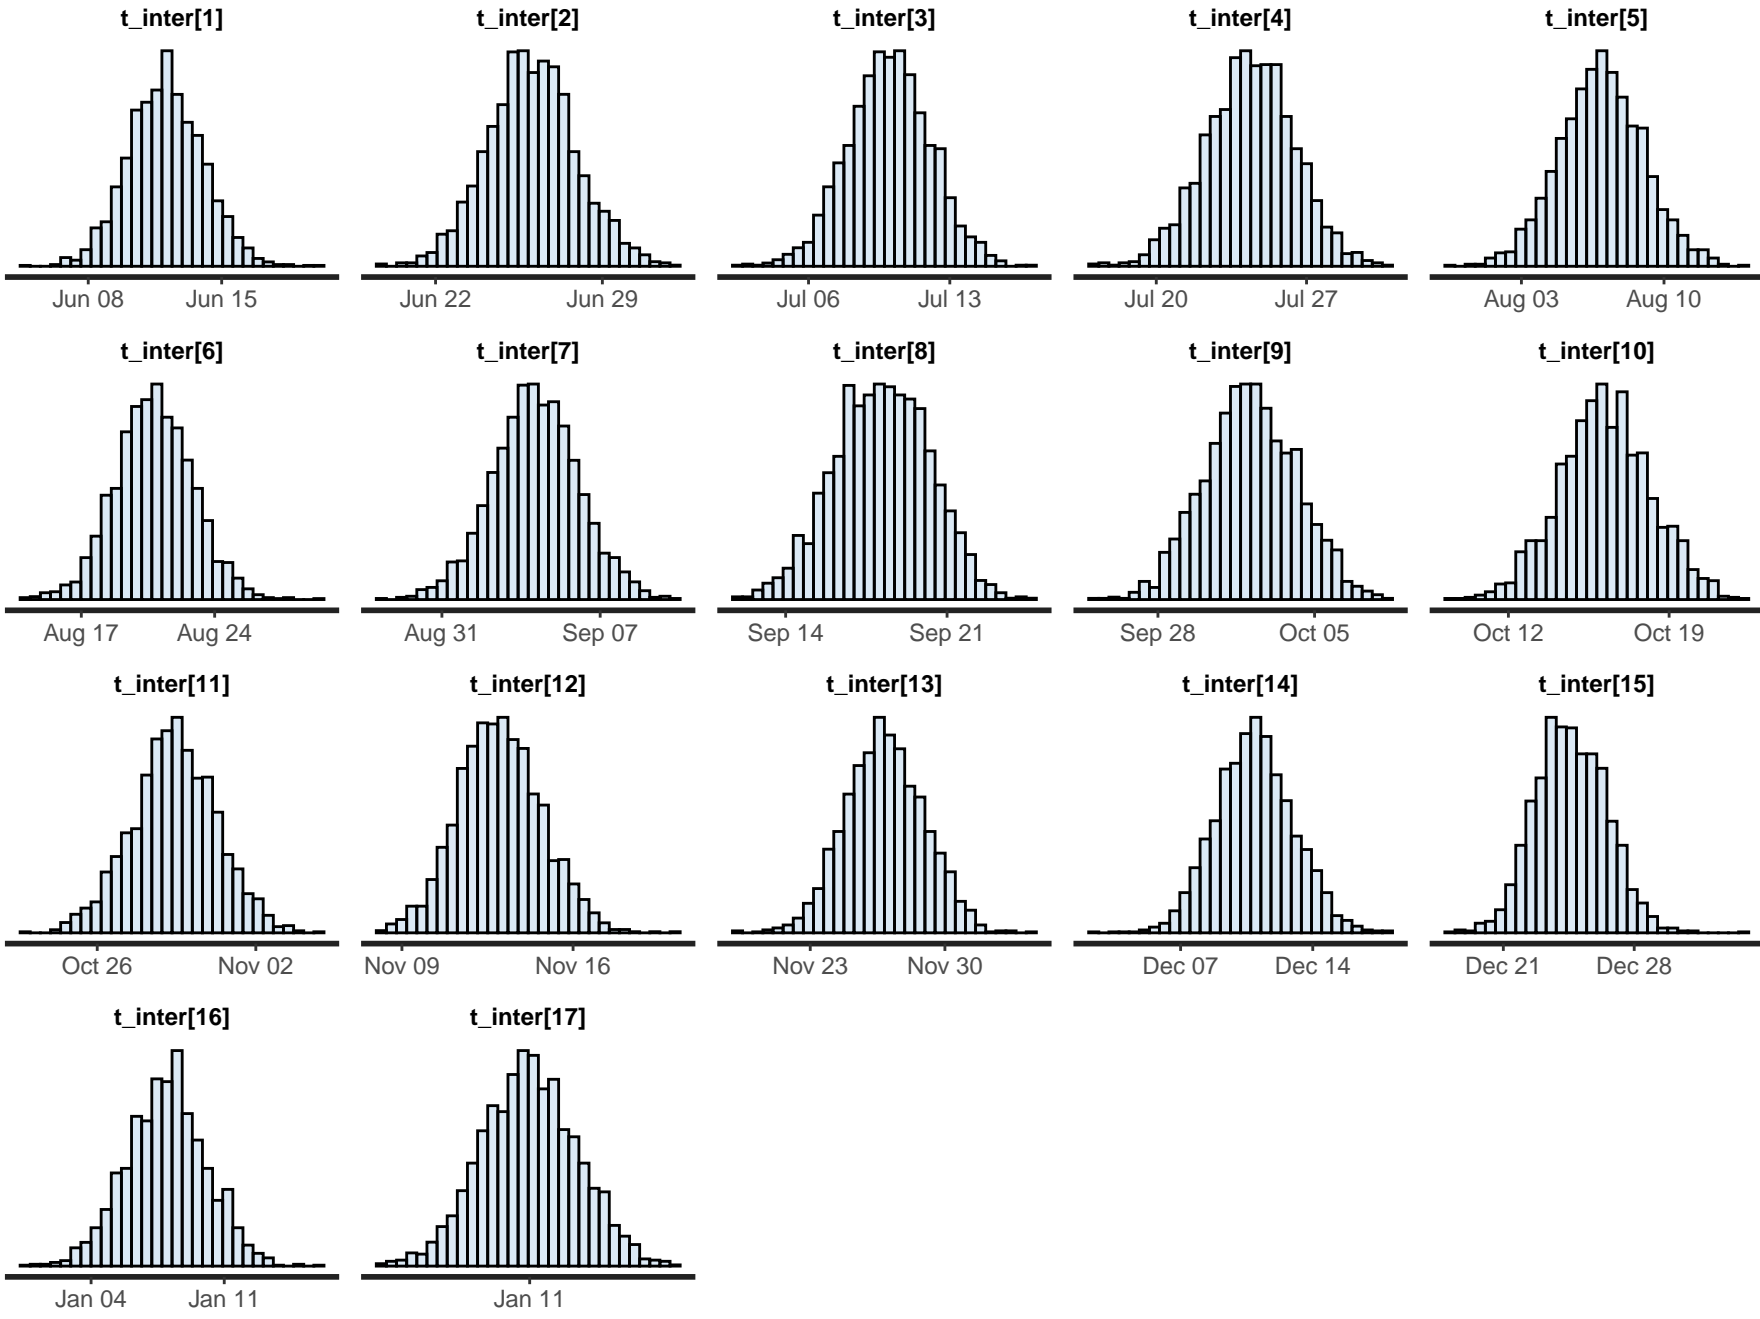 t_inter[1] t_inter[2] t_inter[3] t_inter[4] t_inter[5]
Jun 08 Jun 15 Jun 22 Jun 29 Jul 06 Jul 13 Jul 20 Jul 27 Aug 03 Aug 10
t_inter[6] t_inter[7] t_inter[8] t_inter[9] t_inter[10]
Aug 17 Aug 24 Aug 31 Sep 07 Sep 14 Sep 21 Sep 28 Oct 05 Oct 12 Oct 19
t_inter[11] t_inter[12] t_inter[13] t_inter[14] t_inter[15]
Oct 26 Nov 02 Nov 09 Nov 16 Nov 23 Nov 30 Dec 07 Dec 14 Dec 21 Dec 28
t_inter[16] t_inter[17]
Jan 04 Jan 11 Jan 11